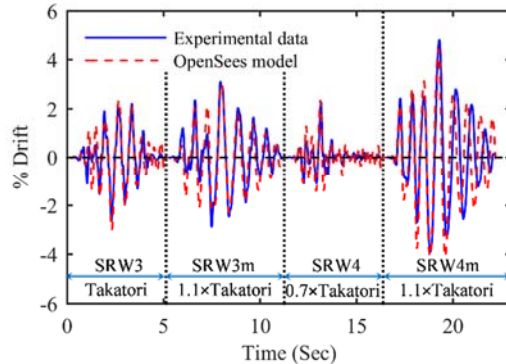 6
Experimental data
OpenSees model
4
2
0
-2
-4
-6
% Drift
SRW3 SRW3m SRW4 SRW4m
Takatori 1.1×Takatori 0.7×Takatori 1.1×Takatori
0 5 10 15 20
Time (Sec)